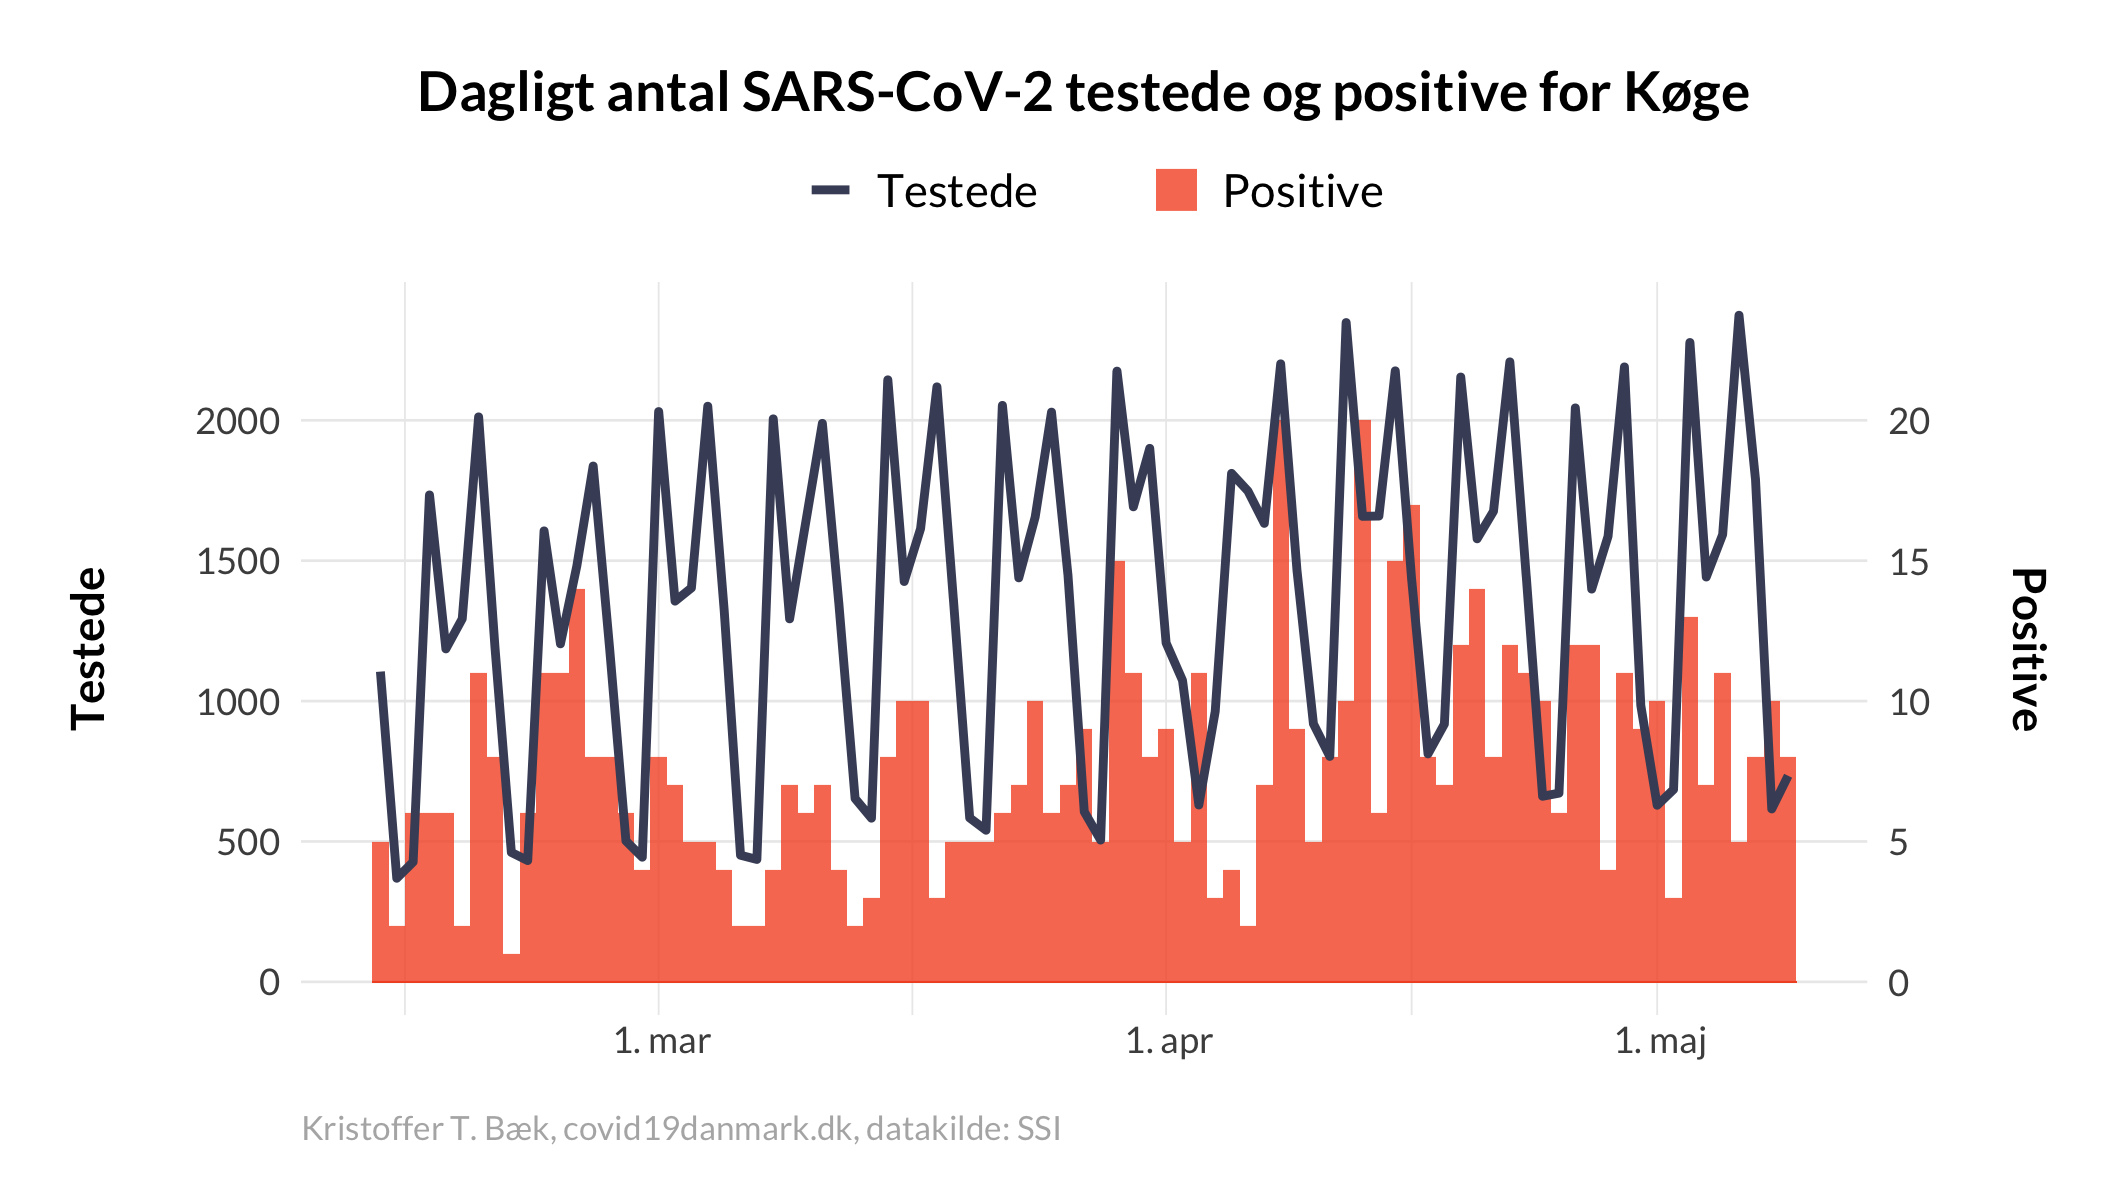 Dagligt antal SARS-CoV-2 testede og positive for Køge
Testede Positive
Testede
2000
1500
1000
500
0
20
15
10
5
0
Positive
1. mar 1. apr 1. maj
Kristoffer T. Bæk, covid19danmark.dk, datakilde: SSI